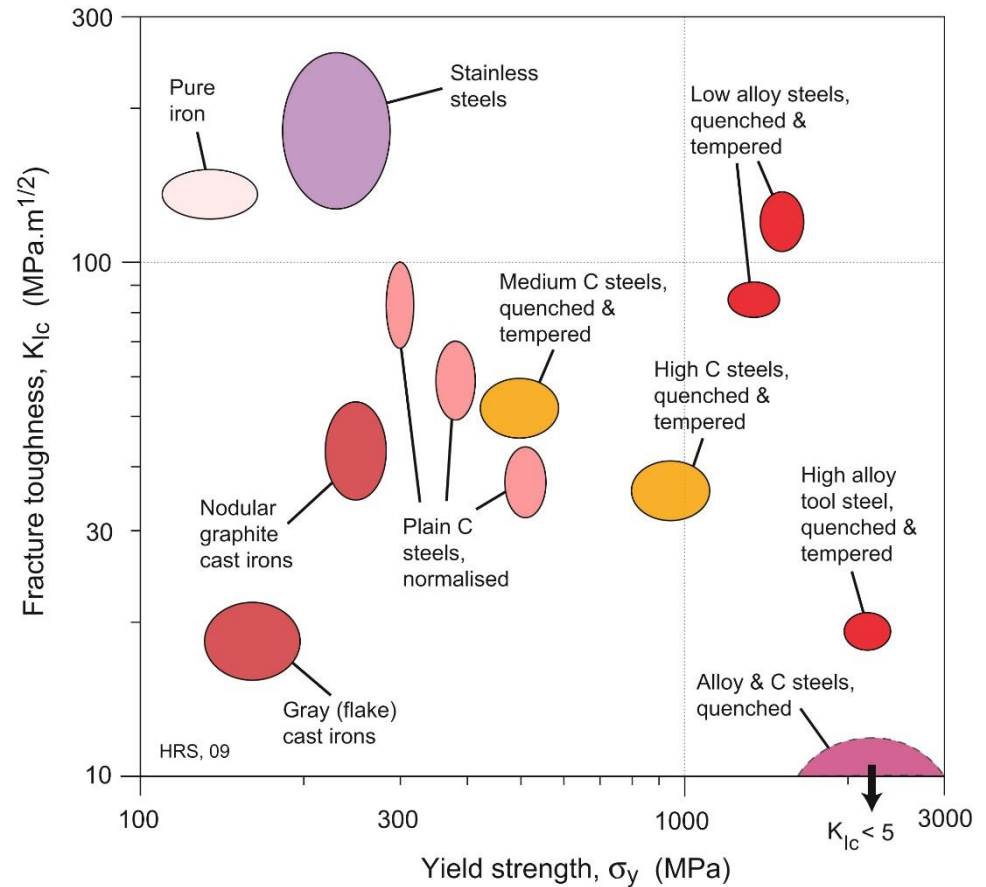 300
Stainless
steels
Pure
iron
Low alloy steels,
quenched &
tempered
100
Medium C steels,
quenched &
tempered
High C steels,
quenched &
tempered
High alloy
tool steel,
quenched &
tempered
Nodular
graphite
cast irons
Plain C
steels,
normalised
30
Alloy & C steels,
quenched
Gray (flake)
cast irons
HRS, 09
10
100
300
1000
3000
K_Ic < 5
Fracture toughness, K_Ic (MPa.m^1/2)
Yield strength, σ_y (MPa)